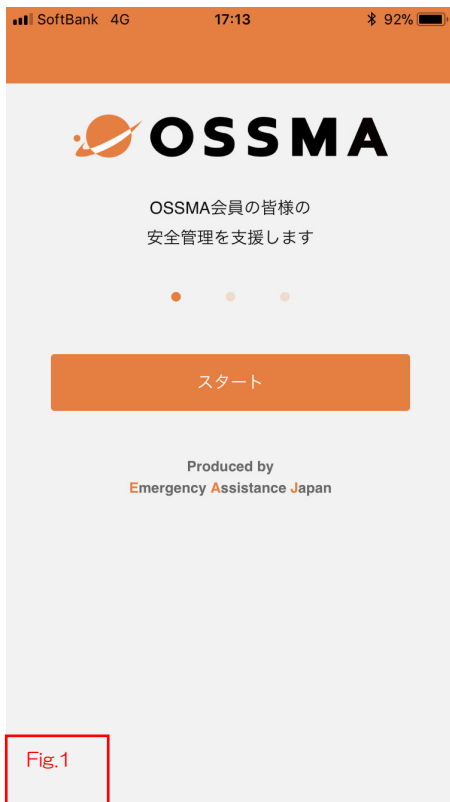 SoftBank 4G 17:13 92%
OSSMA
OSSMA会員の皆様の
安全管理を支援します
スタート
Produced by
Emergency Assistance Japan
Fig.1